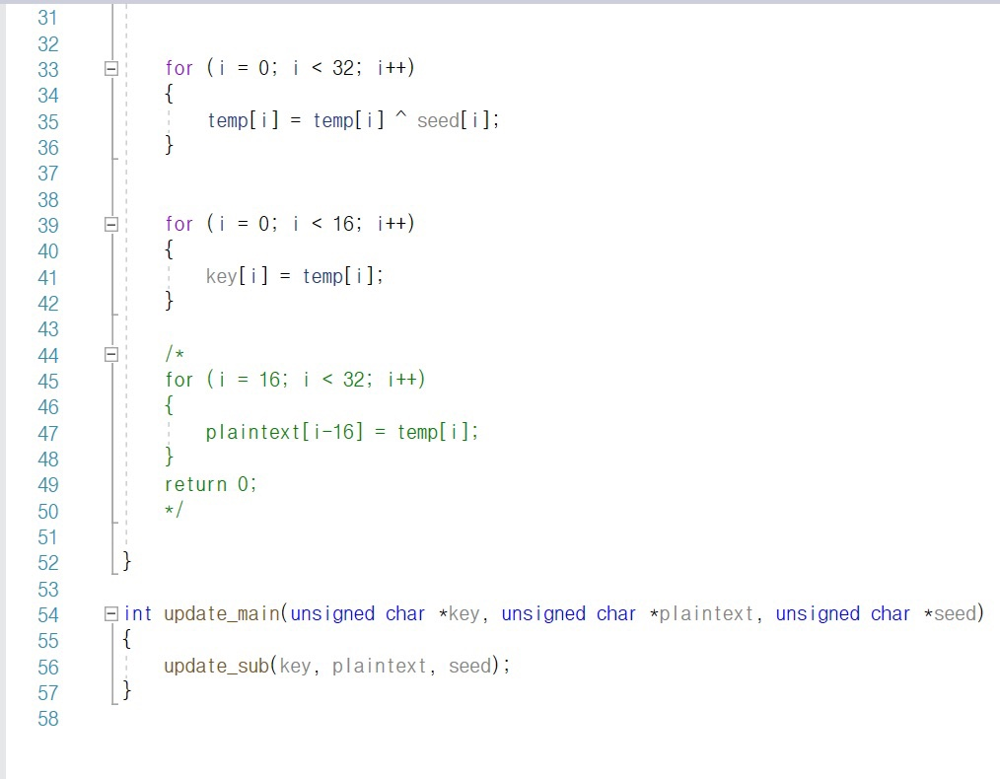 31
32
33 for (i = 0; i < 32; i++)
34 {
35 temp[i] = temp[i] ^ seed[i];
36 }
37
38
39 for (i = 0; i < 16; i++)
40 {
41 key[i] = temp[i];
42 }
43
44 /*
45 for (i = 16; i < 32; i++)
46 {
47 plaintext[i-16] = temp[i];
48 }
49 return 0;
50 */
51
52 }
53
54 int update_main(unsigned char *key, unsigned char *plaintext, unsigned char *seed)
55 {
56 update_sub(key, plaintext, seed);
57 }
58